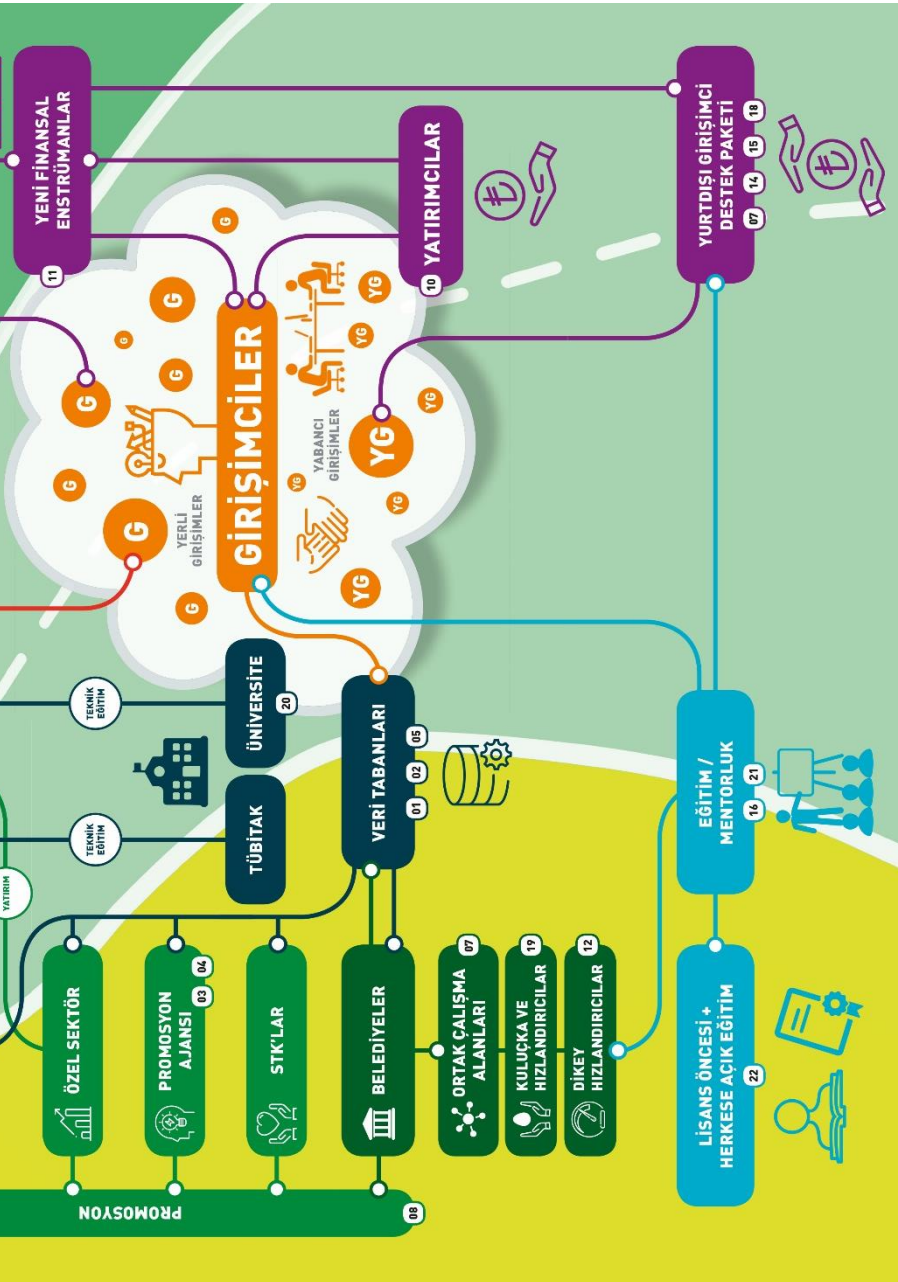 PROMOSYON
08
ÖZEL SEKTÖR
YATIRIM
PROMOSYON
AJANSI
03
04
STK'LAR
BELEDİYELER
ORTAK ÇALIŞMA
ALANLARI
07
KULUÇKA VE
HIZLANDIRICILAR
19
DİKEY
HIZLANDIRICILAR
12
LİSANS ÖNCESİ +
HERKESE AÇIK EĞİTİM
22
TEKNİK
EĞİTİM
TEKNİK
EĞİTİM
TÜBİTAK
ÜNİVERSİTE
20
VERİ TABANLARI
01
02
05
EĞİTİM /
MENTORLUK
16
21
G
G
G
G
G
G
G
G
YERLİ
GİRİŞİMLER
GİRİŞİMCİLER
YABANCI
GİRİŞİMLER
YG
YG
YG
YG
YG
YG
YG
YG
YENİ FİNANSAL
ENSTRÜMANLAR
11
YATIRIMCILAR
10
YURTDIŞI GİRİŞİMCİ
DESTEK PAKETİ
07
14
15
18